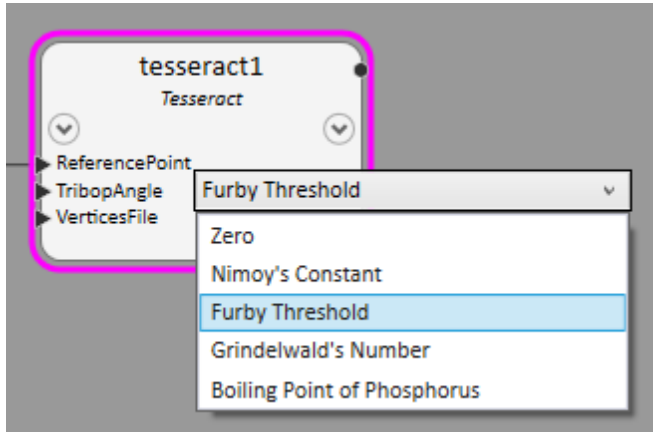 tesseract1
Tesseract
ReferencePoint
TribopAngle
VerticesFile
Furby Threshold
Zero
Nimoy's Constant
Furby Threshold
Grindelwald's Number
Boiling Point of Phosphorus